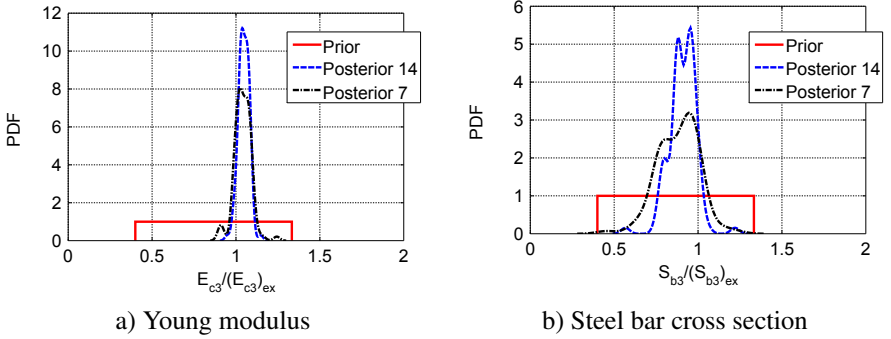 12
10
8
6
4
2
0
PDF
0 0.5 1 1.5 2
E_c3/(E_c3)_ex
Prior
Posterior 14
Posterior 7
a) Young modulus
6
5
4
3
2
1
0
PDF
0 0.5 1 1.5 2
S_b3/(S_b3)_ex
Prior
Posterior 14
Posterior 7
b) Steel bar cross section